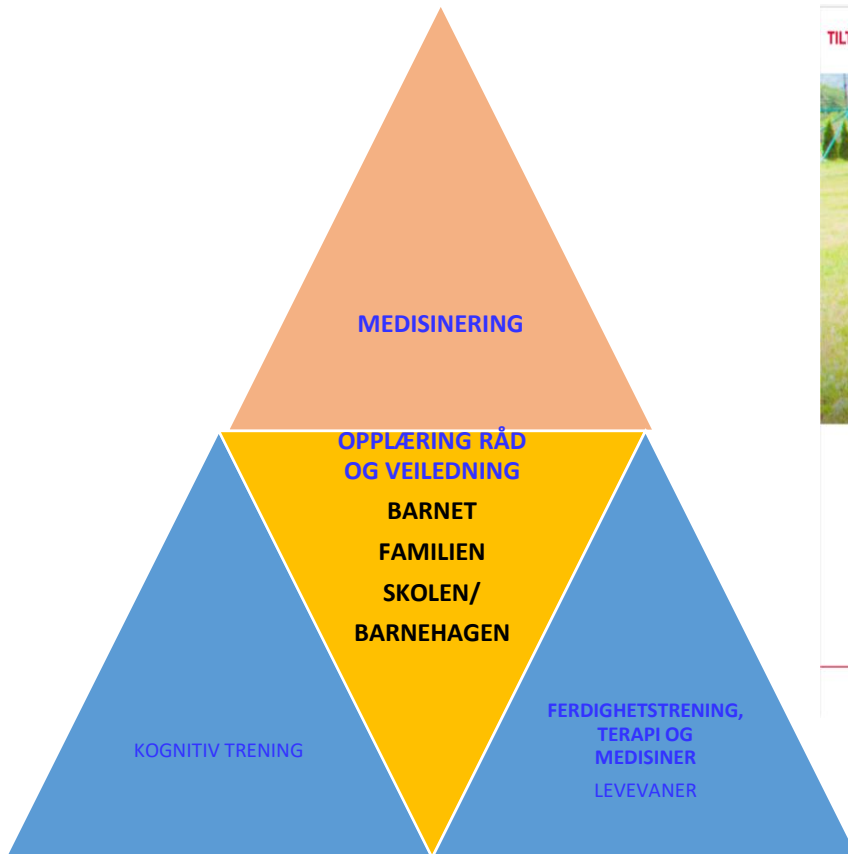 MEDISINERING
OPPLÆRING RÅD
OG VEILEDNING
BARNET
FAMILIEN
SKOLEN/
BARNEHAGEN
KOGNITIV TRENING
FERDIGHETSTRENING,
TERAPI OG
MEDISINER
LEVEVANER